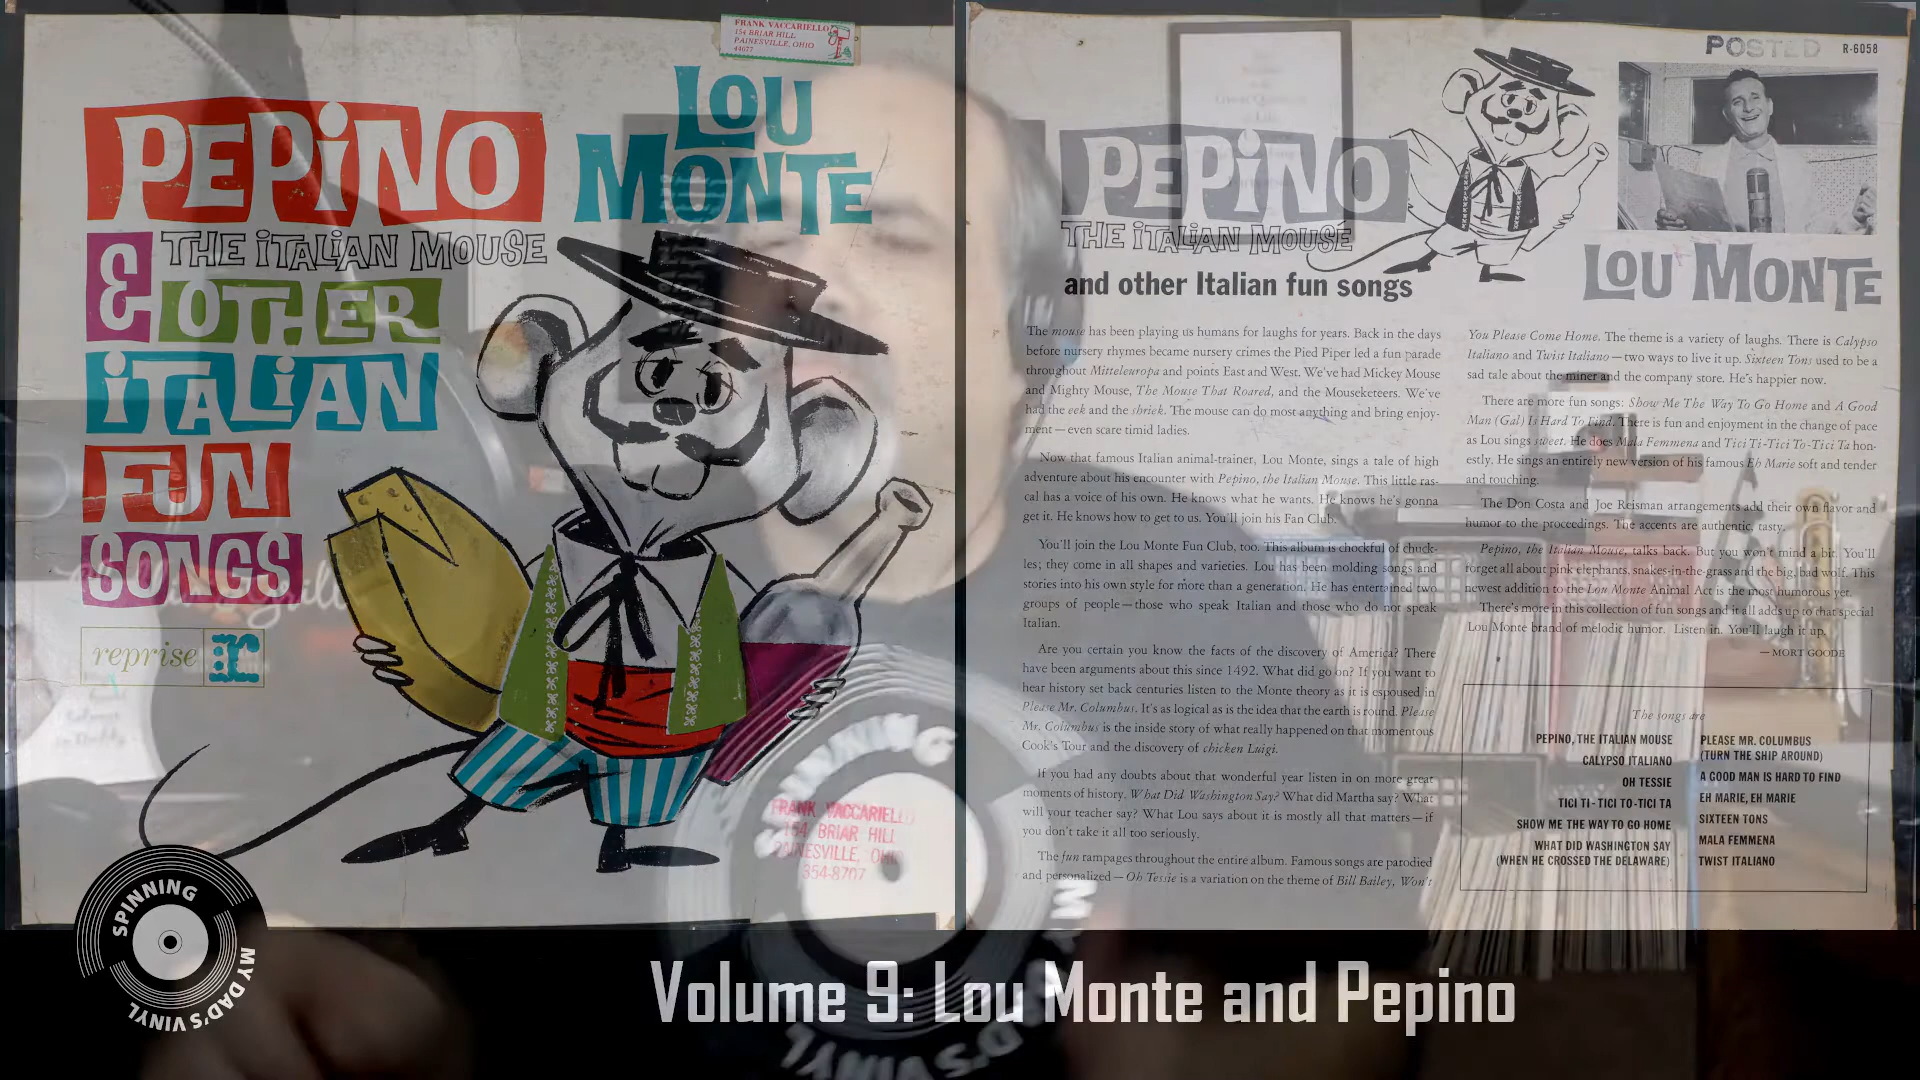 FRANK VACCARIELLO
154 BRIAR HILL
PAINESVILLE, OHIO
44077
PEPINO
LOU
MONTE
& THE ITALIAN MOUSE
OTHER
ITALIAN
FUN
SONGS
reprise r:
FRANK VACCARIELLO
154 BRIAR HILL
PAINESVILLE, OHIO
354-8707
POSTED R-6058
PEPINO
THE ITALIAN MOUSE
and other Italian fun songs
LOU MONTE
The mouse has been playing us humans for laughs for years. Back in the days
before nursery rhymes became nursery crimes the Pied Piper led a fun parade
throughout Mitteleuropa and points East and West. We've had Mickey Mouse
and Mighty Mouse, The Mouse That Roared, and the Mouseketeers. We've
had the eek and the shriek. The mouse can do most anything and bring enjoy-
ment — even scare timid ladies.
Now that famous Italian animal-trainer, Lou Monte, sings a tale of high
adventure about his encounter with Pepino, the Italian Mouse. This little ras-
cal has a voice of his own. He knows what he wants. He knows he's gonna
get it. He knows how to get to us. You'll join his Fan Club.
You'll join the Lou Monte Fun Club, too. This album is chockful of chuck-
les; they come in all shapes and varieties. Lou has been molding songs and
stories into his own style for more than a generation. He has entertained two
groups of people — those who speak Italian and those who do not speak
Italian.
Are you certain you know the facts of the discovery of America? There
have been arguments about this since 1492. What did go on? If you want to
hear history set back centuries listen to the Monte theory as it is espoused in
Please Mr. Columbus. It's as logical as is the idea that the earth is round. Please
Mr. Columbus is the inside story of what really happened on that momentous
Cook's Tour and the discovery of chicken Luigi.
If you had any doubts about that wonderful year listen in on more great
moments of history. What Did Washington Say? What did Martha say? What
will your teacher say? What Lou says about it is mostly all that matters — if
you don't take it all too seriously.
The fun rampages throughout the entire album. Famous songs are parodied
and personalized — Oh Tessie is a variation on the theme of Bill Bailey, Won't
You Please Come Home. The theme is a variety of laughs. There is Calypso
Italiano and Twist Italiano — two ways to live it up. Sixteen Tons used to be a
sad tale about the miner and the company store. He's happier now.
There are more fun songs: Show Me The Way To Go Home and A Good
Man (Gal) Is Hard To Find. There is fun and enjoyment in the change of pace
as Lou sings sweet. He does Mala Femmena and Tici Ti-Tici To-Tici Ta hon-
estly. He sings an entirely new version of his famous Eh Marie soft and tender
and touching.
The Don Costa and Joe Reisman arrangements add their own flavor and
humor to the proceedings. The accents are authentic, tasty.
Pepino, the Italian Mouse, talks back. But you won't mind a bit. You'll
forget all about pink elephants, snakes-in-the-grass and the big bad wolf. This
newest addition to the Lou Monte Animal Act is the most humorous yet.
There's more in this collection of fun songs and it all adds up to that special
Lou Monte brand of melodic humor. Listen in. You'll laugh it up.
— MORT GOODE
The songs are
PEPINO, THE ITALIAN MOUSE
CALYPSO ITALIANO
OH TESSIE
TICI TI - TICI TO - TICI TA
SHOW ME THE WAY TO GO HOME
WHAT DID WASHINGTON SAY
(WHEN HE CROSSED THE DELAWARE)
PLEASE MR. COLUMBUS
(TURN THE SHIP AROUND)
A GOOD MAN IS HARD TO FIND
EH MARIE, EH MARIE
SIXTEEN TONS
MALA FEMMENA
TWIST ITALIANO
SPINNING
MY DAD'S VINYL
Volume 9: Lou Monte and Pepino